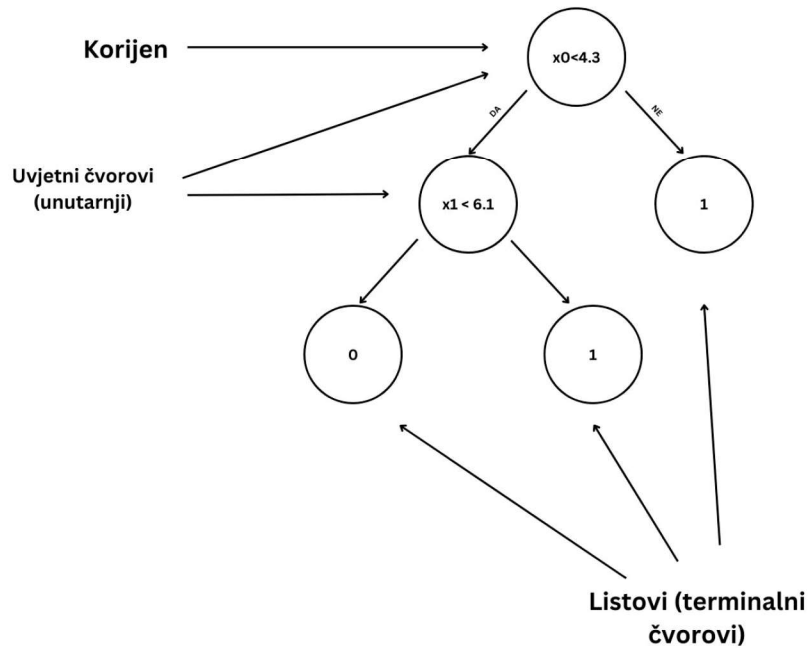 Korijen
x0<4.3
DA
NE
Uvjetni čvorovi
(unutarnji)
x1 < 6.1
1
0
1
Listovi (terminalni
čvorovi)